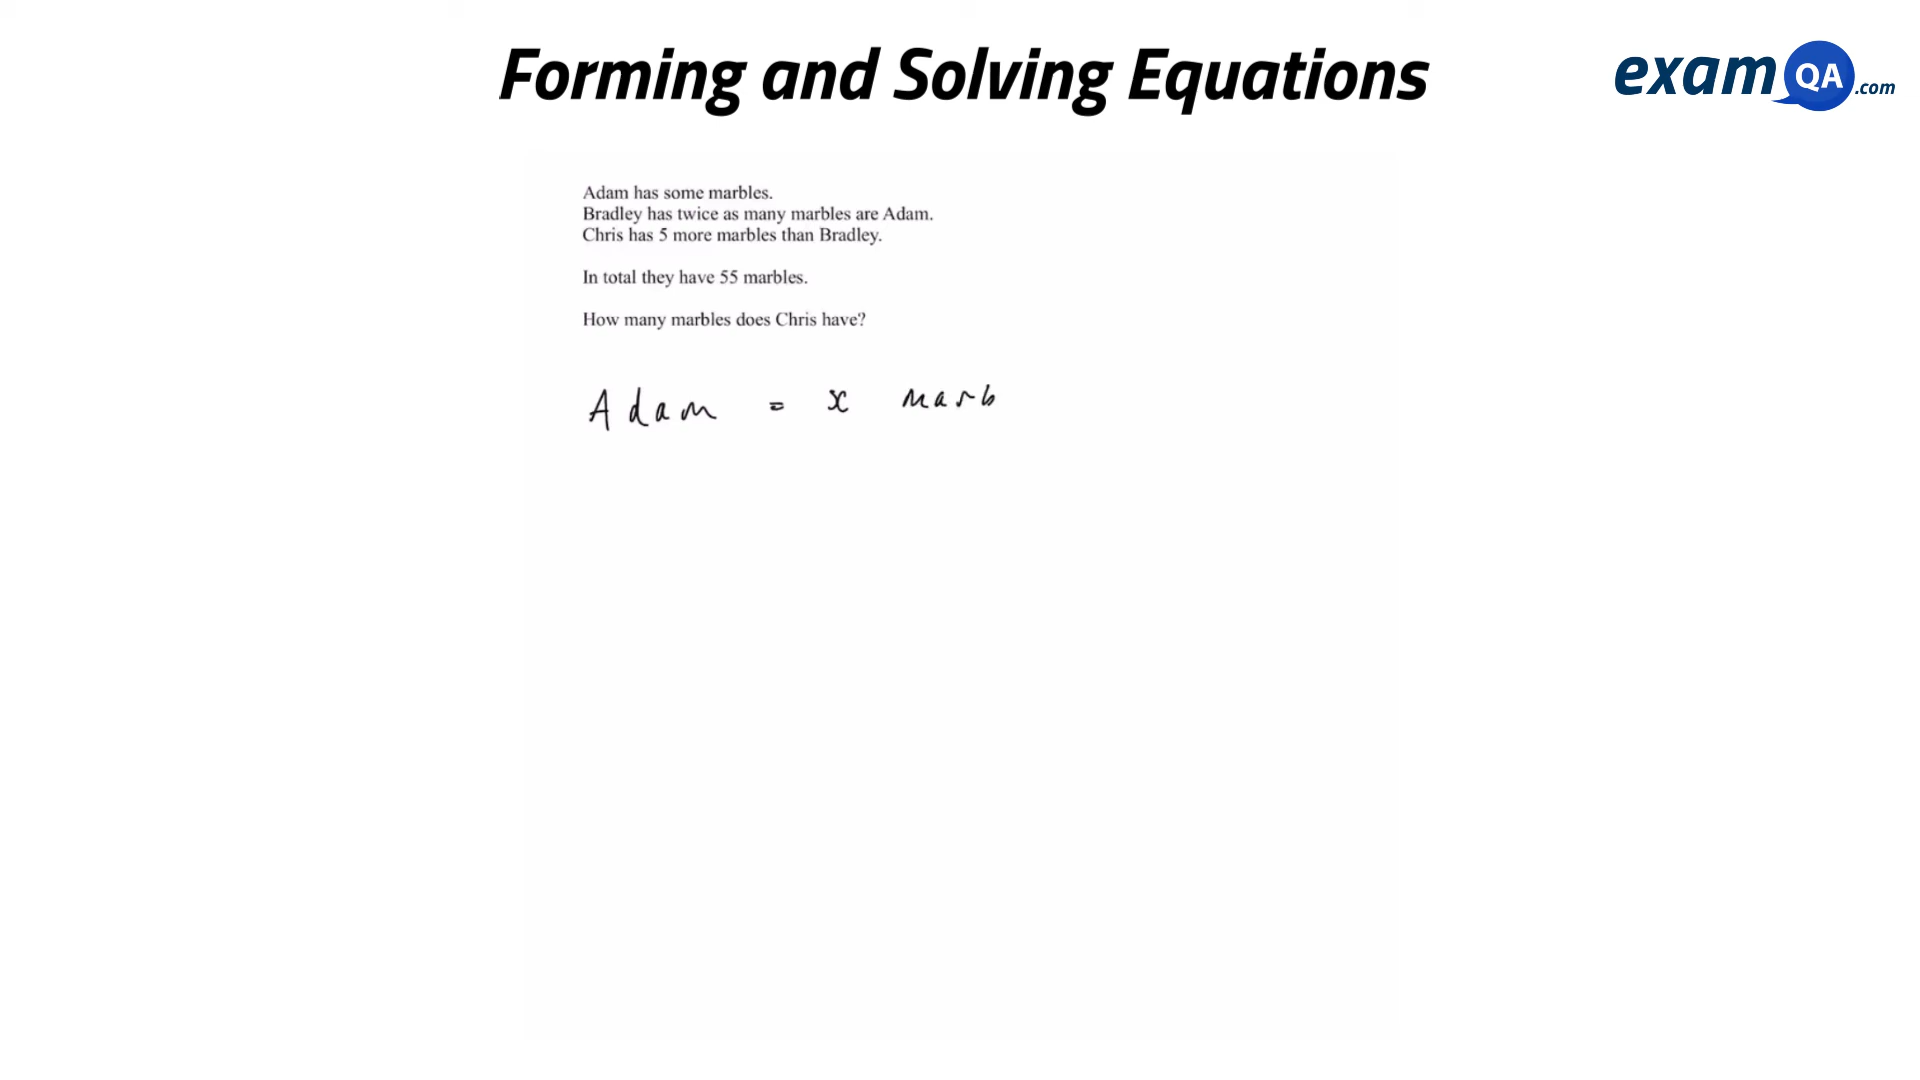 Forming and Solving Equations
examQA.com
Adam has some marbles.
Bradley has twice as many marbles are Adam.
Chris has 5 more marbles than Bradley.
In total they have 55 marbles.
How many marbles does Chris have?
Adam = x marb